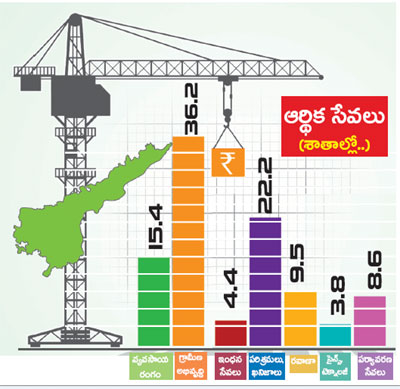 ఆర్థిక సేవలు
(శాతాల్లో..)
₹
15.4
36.2
4.4
22.2
9.5
3.8
8.6
వ్యవసాయ
రంగం
గ్రామీణ
అభివృద్ధి
ఇంధన
సేవలు
పరిశ్రమలు,
ఖనిజాలు
రవాణా
సైన్స్
టెక్నాలజీ
పర్యావరణ
సేవలు